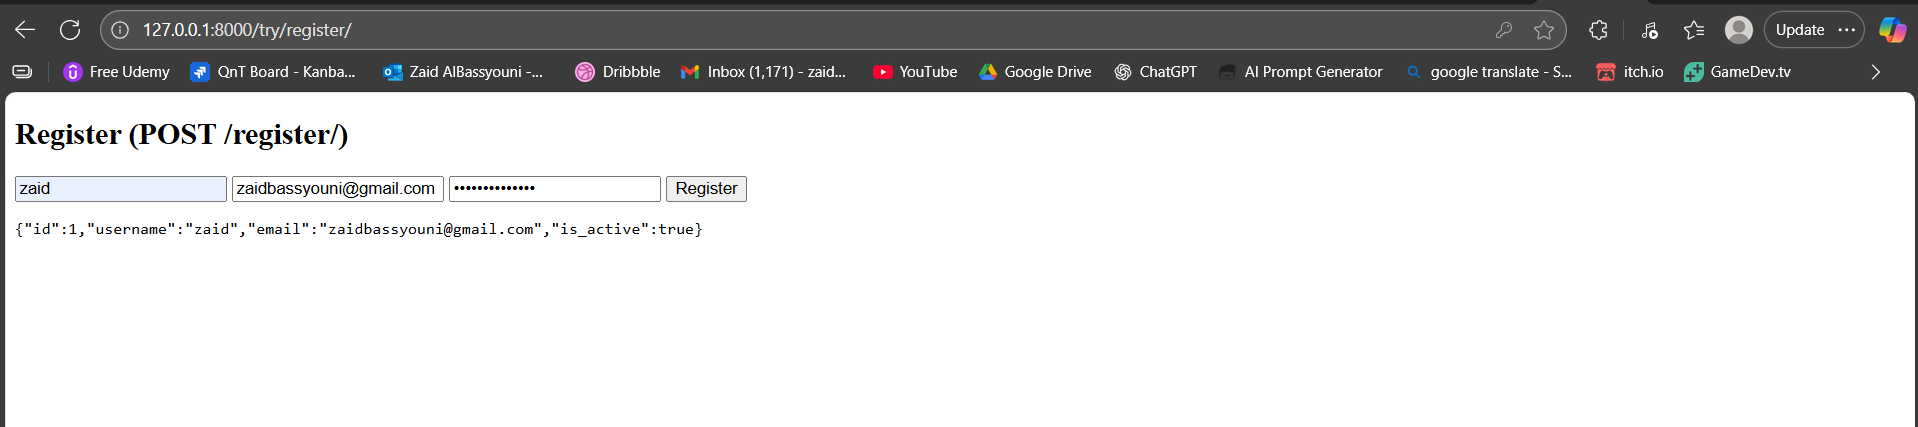 127.0.0.1:8000/try/register/
Update
Free Udemy QnT Board - Kanba... Zaid AlBassyouni -... Dribbble Inbox (1,171) - zaid... YouTube Google Drive ChatGPT AI Prompt Generator google translate - S... itch.io GameDev.tv
Register (POST /register/)
zaid zaidbassyouni@gmail.com •••••••••••••• Register
{"id":1,"username":"zaid","email":"zaidbassyouni@gmail.com","is_active":true}